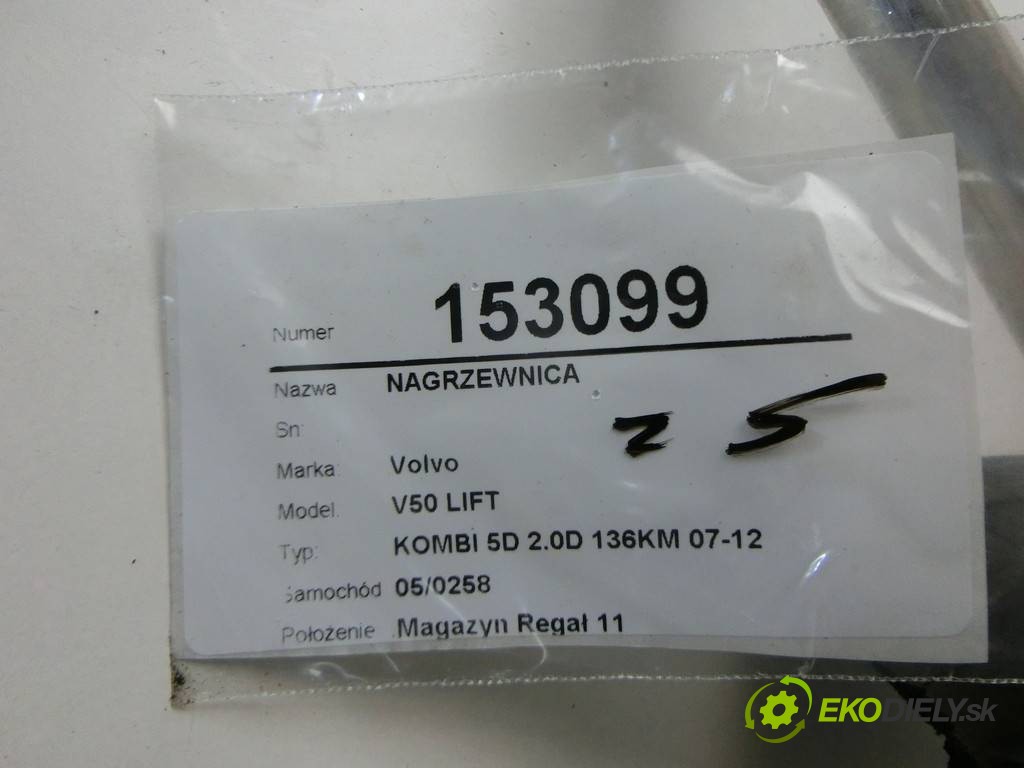 Numer 153099
Nazwa NAGRZEWNICA
Sn:
z 5
Marka: Volvo
Model: V50 LIFT
Typ: KOMBI 5D 2.0D 136KM 07-12
Samochód 05/0258
Położenie Magazyn Regał 11
EKODIELY.sk